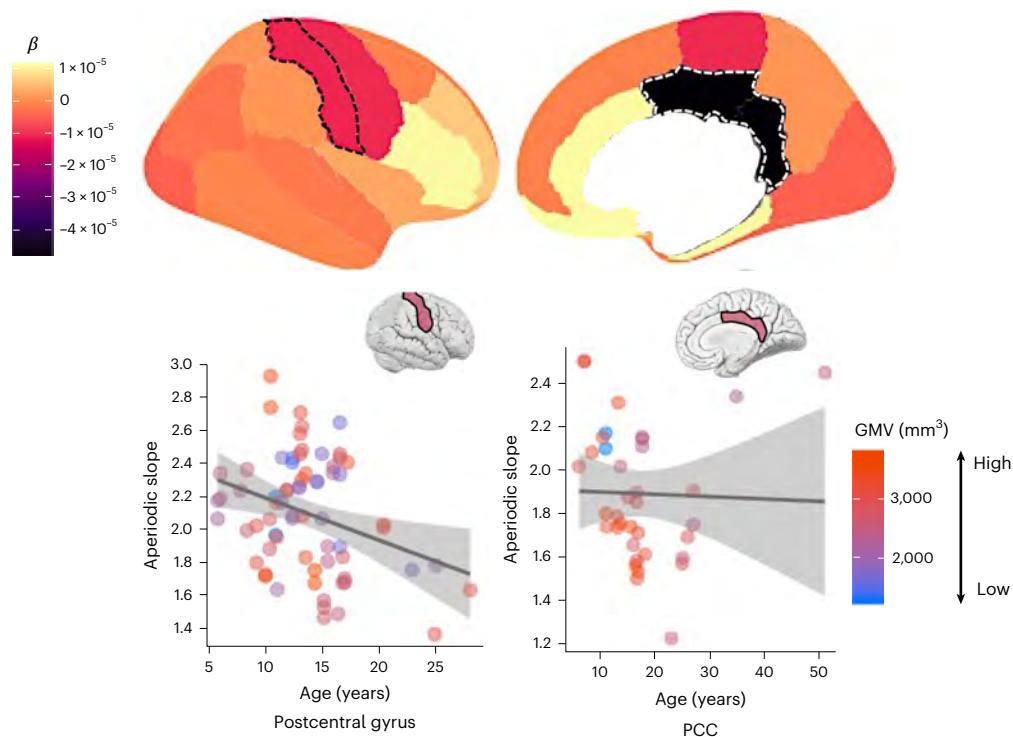 β
1 × 10⁻⁵
0
−1 × 10⁻⁵
−2 × 10⁻⁵
−3 × 10⁻⁵
−4 × 10⁻⁵
3.0
2.8
2.6
2.4
2.2
2.0
1.8
1.6
1.4
Aperiodic slope
5 10 15 20 25
Age (years)
Postcentral gyrus
2.4
2.2
2.0
1.8
1.6
1.4
1.2
Aperiodic slope
10 20 30 40 50
Age (years)
PCC
GMV (mm³)
3,000
2,000
High
Low